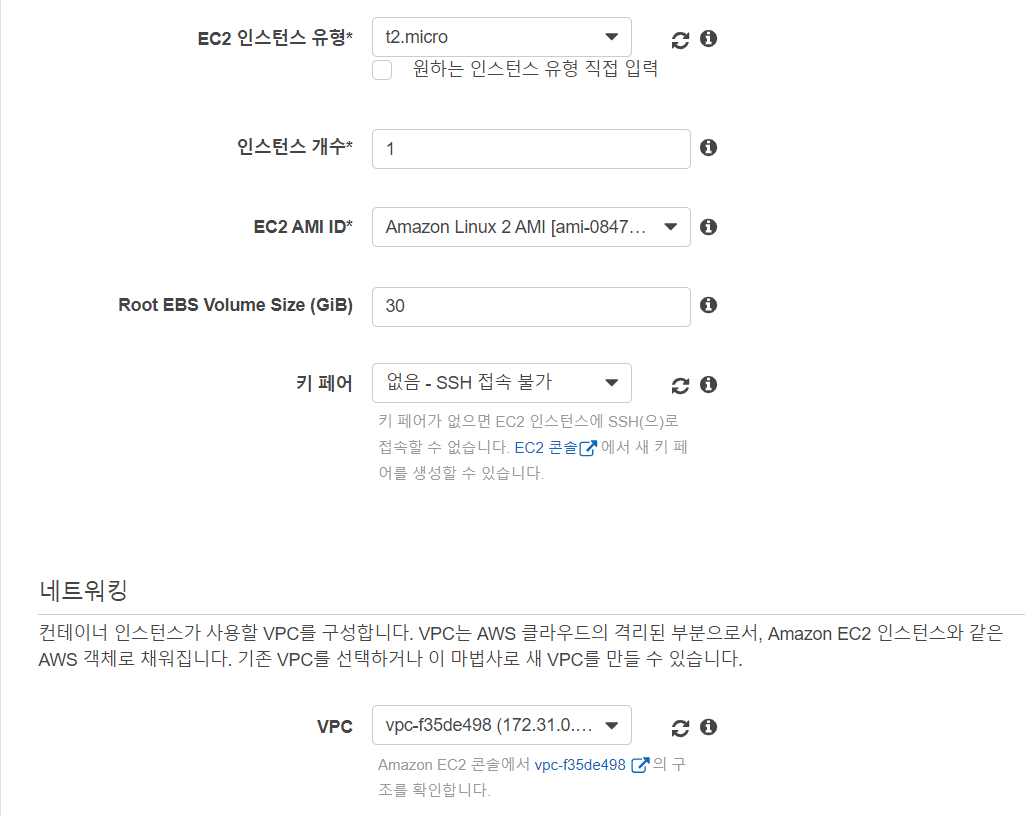 EC2 인스턴스 유형* t2.micro
원하는 인스턴스 유형 직접 입력
인스턴스 개수* 1
EC2 AMI ID* Amazon Linux 2 AMI [ami-0847...
Root EBS Volume Size (GiB) 30
키 페어 없음 - SSH 접속 불가
키 페어가 없으면 EC2 인스턴스에 SSH(으)로
접속할 수 없습니다. EC2 콘솔 에서 새 키 페
어를 생성할 수 있습니다.
네트워킹
컨테이너 인스턴스가 사용할 VPC를 구성합니다. VPC는 AWS 클라우드의 격리된 부분으로서, Amazon EC2 인스턴스와 같은
AWS 객체로 채워집니다. 기존 VPC를 선택하거나 이 마법사로 새 VPC를 만들 수 있습니다.
VPC vpc-f35de498 (172.31.0....
Amazon EC2 콘솔에서 vpc-f35de498 의 구
조를 확인합니다.